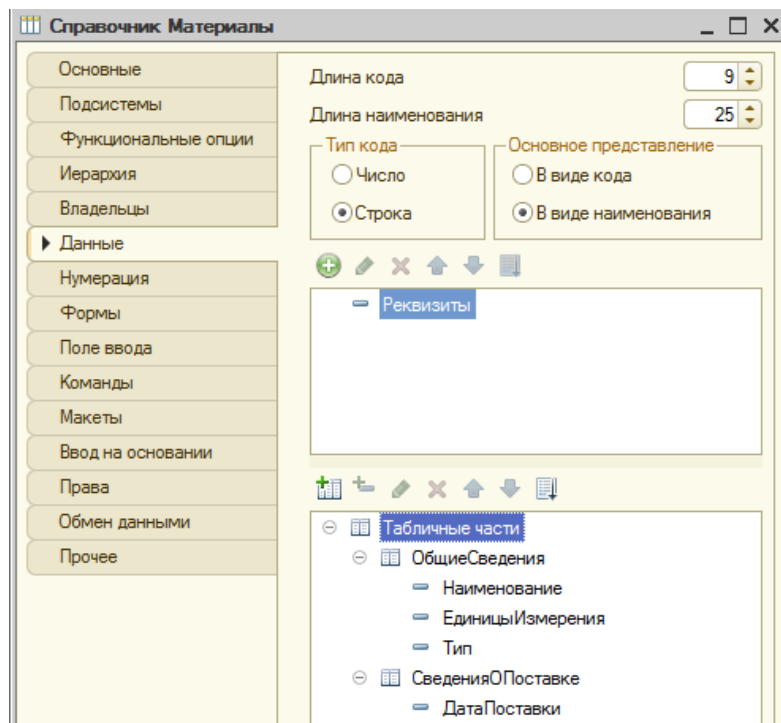 Справочник Материалы
Основные
Подсистемы
Функциональные опции
Иерархия
Владельцы
Данные
Нумерация
Формы
Поле ввода
Команды
Макеты
Ввод на основании
Права
Обмен данными
Прочее
Длина кода 9
Длина наименования 25
Тип кода
Число
Строка
Основное представление
В виде кода
В виде наименования
Реквизиты
Табличные части
ОбщиеСведения
Наименование
ЕдиницыИзмерения
Тип
СведенияОПоставке
ДатаПоставки